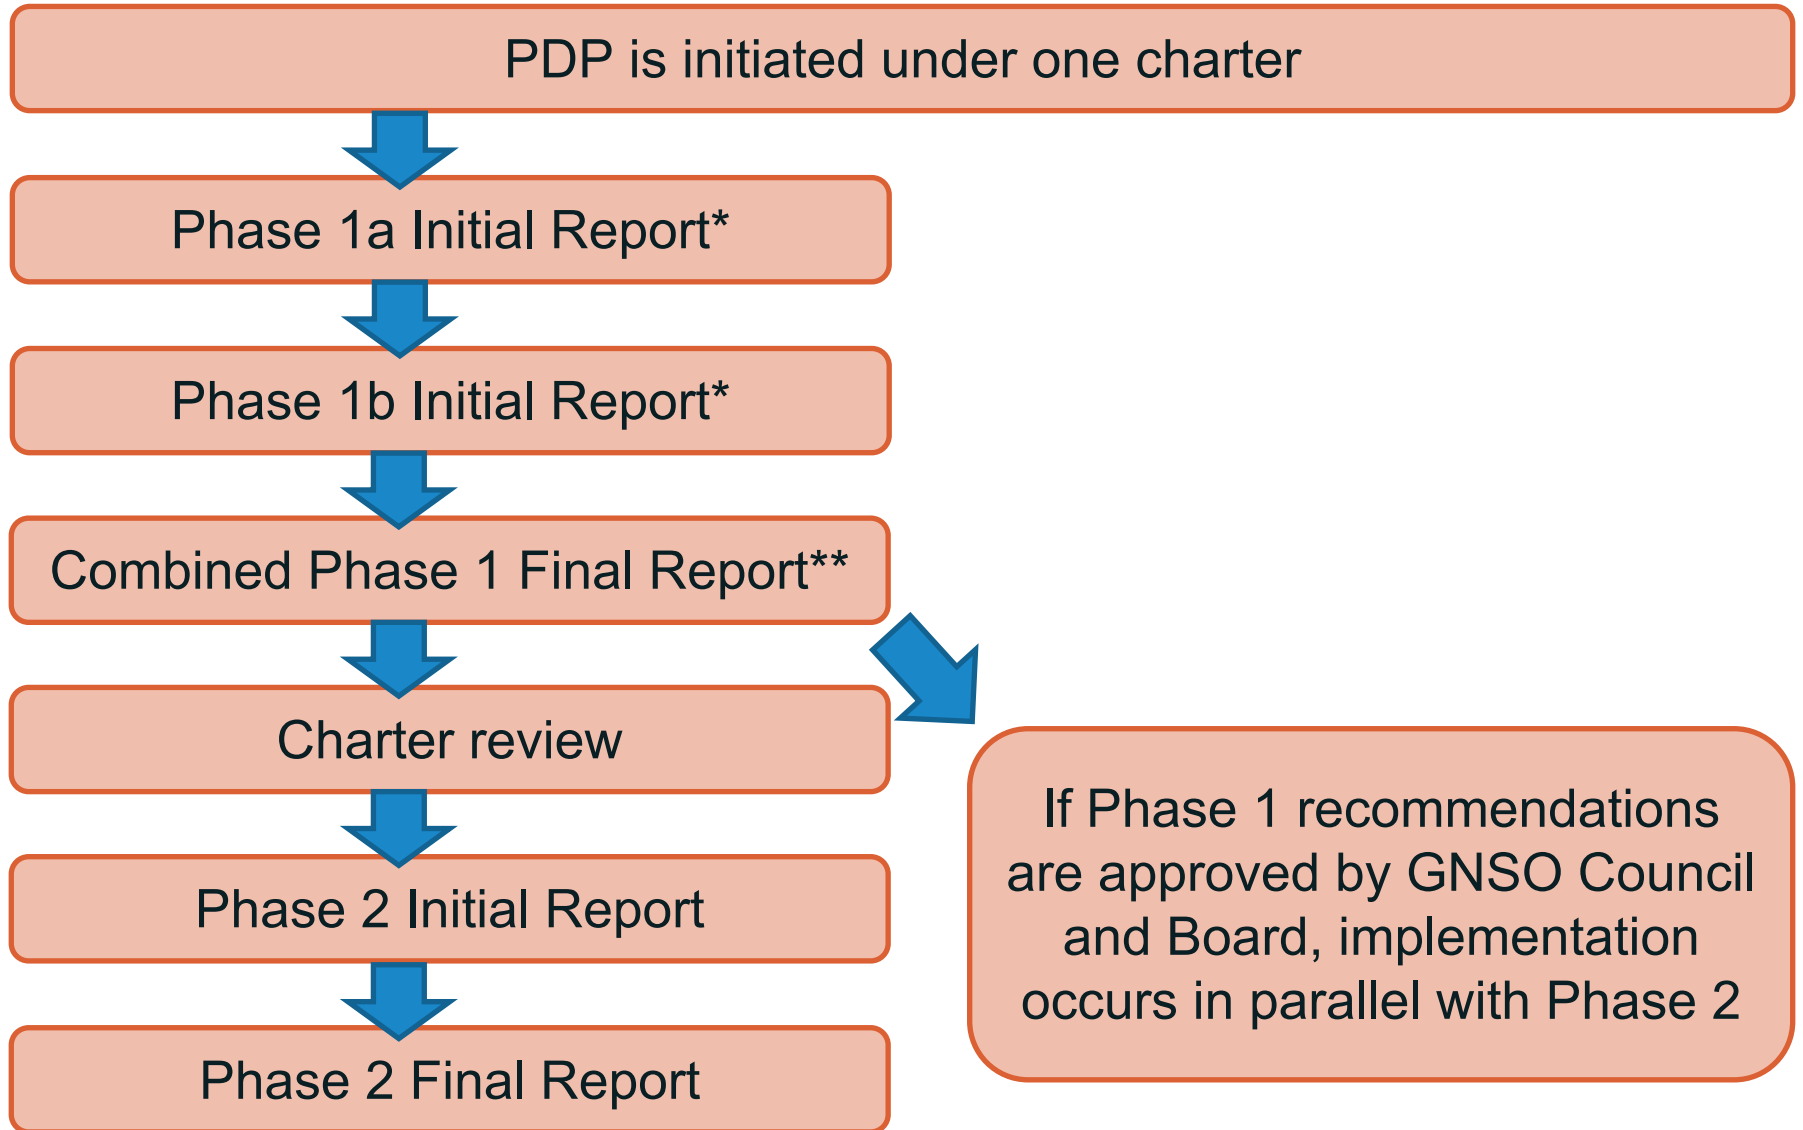 PDP is initiated under one charter
Phase 1a Initial Report*
Phase 1b Initial Report*
Combined Phase 1 Final Report**
Charter review
Phase 2 Initial Report
Phase 2 Final Report
If Phase 1 recommendations
are approved by GNSO Council
and Board, implementation
occurs in parallel with Phase 2